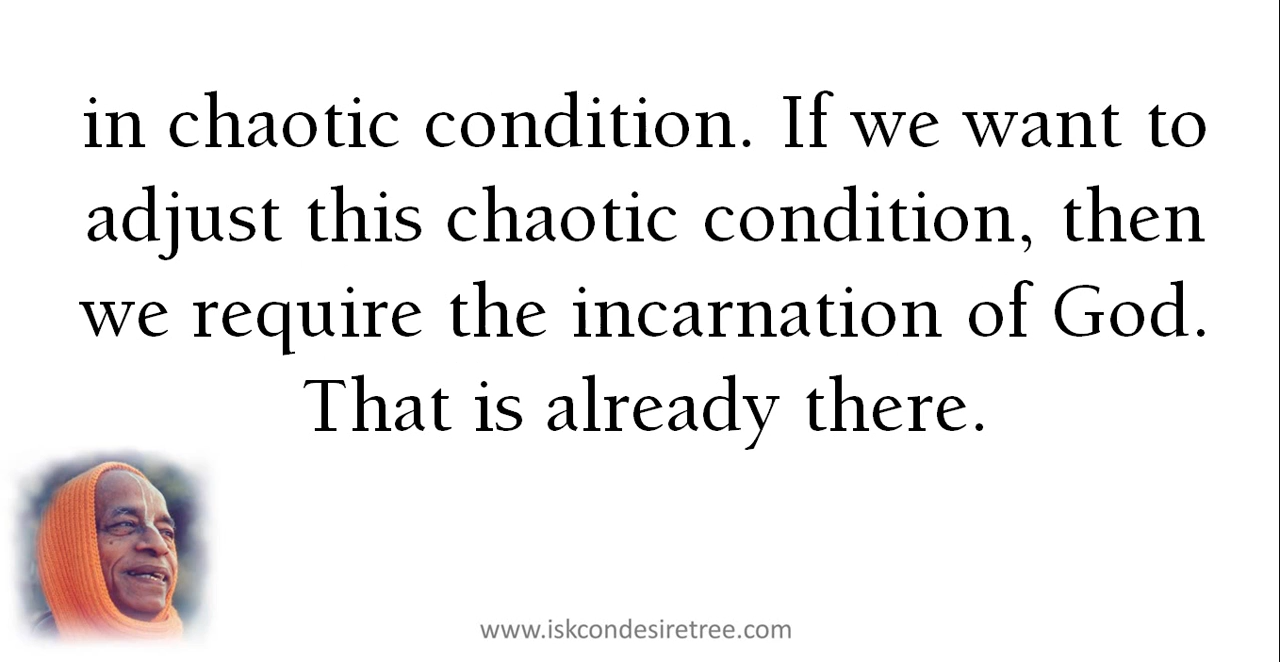 in chaotic condition. If we want to
adjust this chaotic condition, then
we require the incarnation of God.
That is already there.
www.iskcondesiretree.com